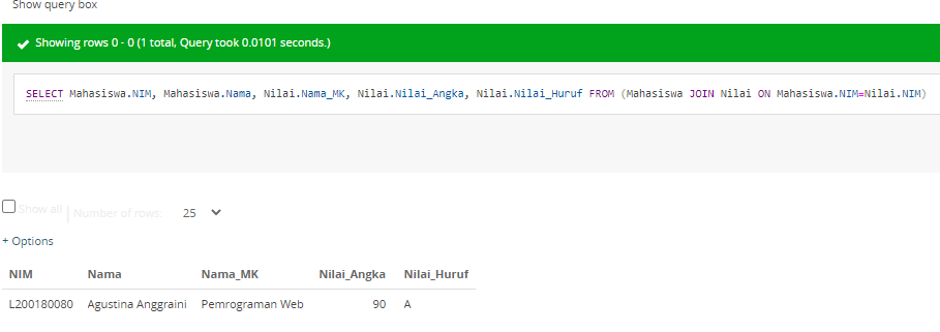 Show query box
Showing rows 0 - 0 (1 total, Query took 0.0101 seconds.)
SELECT Mahasiswa.NIM, Mahasiswa.Nama, Nilai.Nama_MK, Nilai.Nilai_Angka, Nilai.Nilai_Huruf FROM (Mahasiswa JOIN Nilai ON Mahasiswa.NIM=Nilai.NIM)
Show all | Number of rows: 25
+ Options
NIM Nama Nama_MK Nilai_Angka Nilai_Huruf
L200180080 Agustina Anggraini Pemrograman Web 90 A